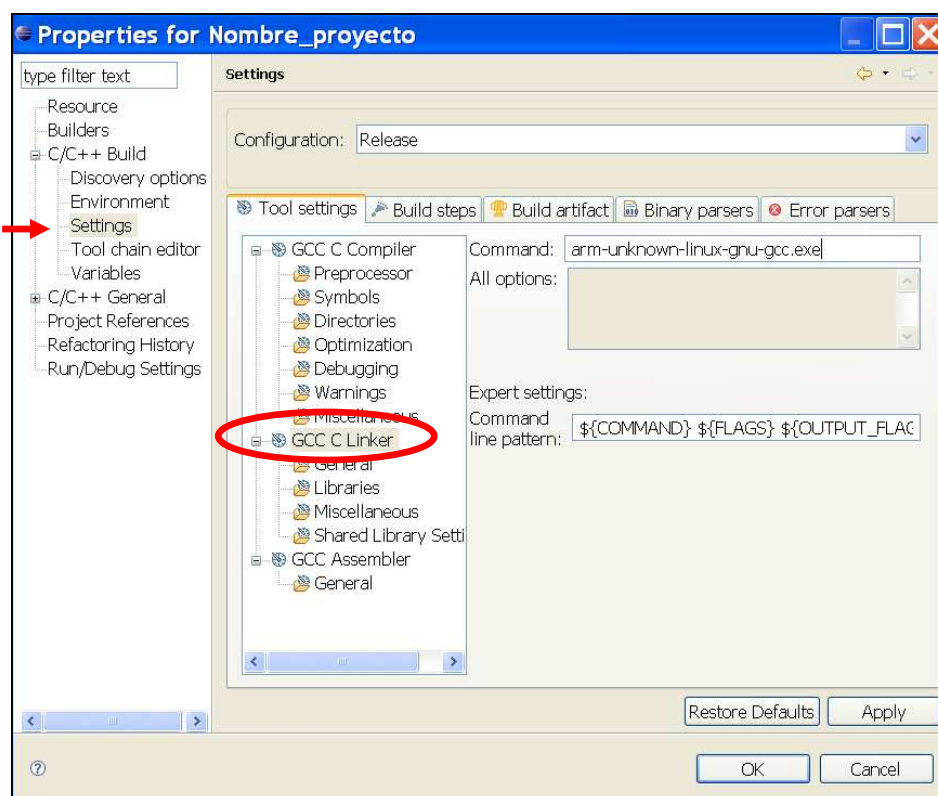 Properties for Nombre_proyecto
type filter text
Resource
Builders
C/C++ Build
Discovery options
Environment
Settings
Tool chain editor
Variables
C/C++ General
Project References
Refactoring History
Run/Debug Settings
Settings
Configuration: Release
Tool settings Build steps Build artifact Binary parsers Error parsers
GCC C Compiler
Preprocessor
Symbols
Directories
Optimization
Debugging
Warnings
Miscellaneous
GCC C Linker
General
Libraries
Miscellaneous
Shared Library Setti
GCC Assembler
General
Command: arm-unknown-linux-gnu-gcc.exe
All options:
Expert settings:
Command
line pattern: ${COMMAND} ${FLAGS} ${OUTPUT_FLAG
Restore Defaults Apply
OK Cancel